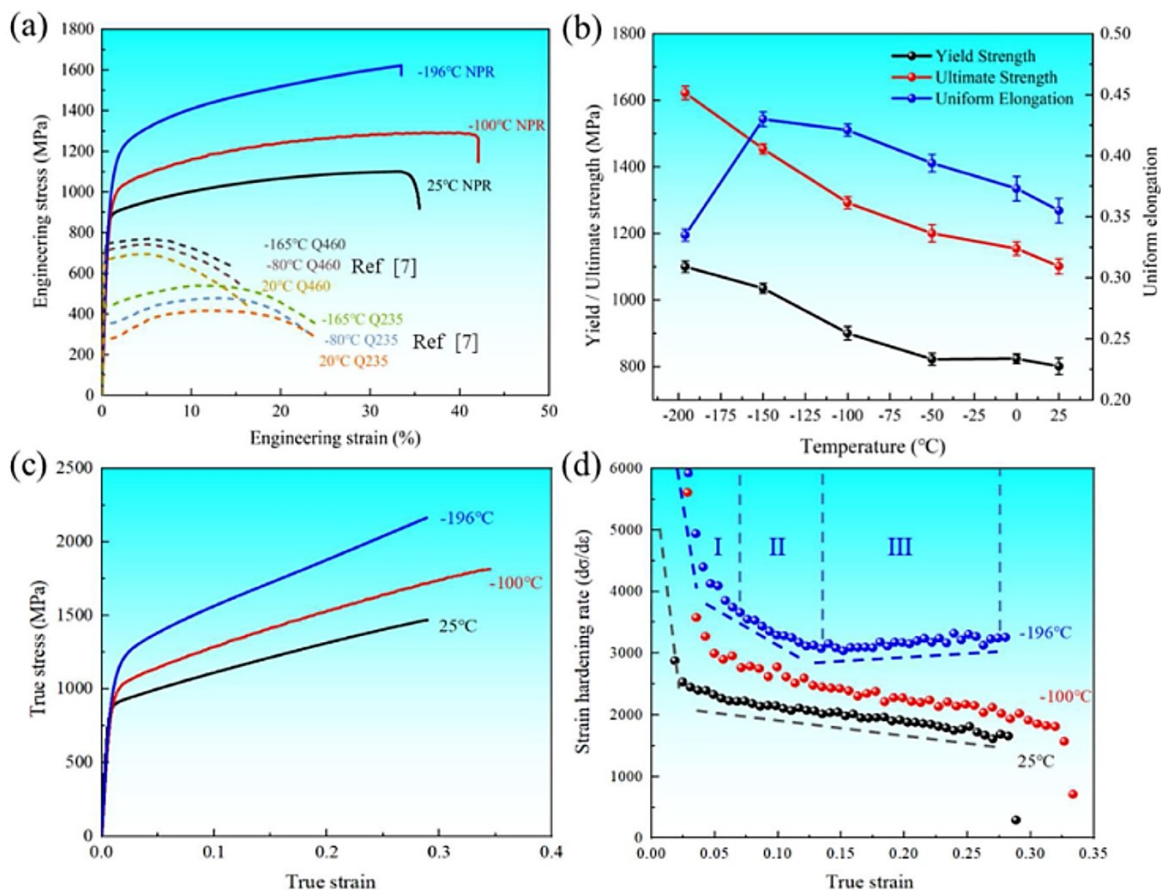 (a)
1800
1600
1400
1200
1000
800
600
400
200
0
Engineering stress (MPa)
-196℃ NPR
-100℃ NPR
25℃ NPR
-165℃ Q460
-80℃ Q460 Ref [7]
20℃ Q460
-165℃ Q235
-80℃ Q235 Ref [7]
20℃ Q235
0 10 20 30 40 50
Engineering strain (%)
(b)
1800
1600
1400
1200
1000
800
Yield / Ultimate strength (MPa)
Yield Strength
Ultimate Strength
Uniform Elongation
0.50
0.45
0.40
0.35
0.30
0.25
0.20
Uniform elongation
-200 -175 -150 -125 -100 -75 -50 -25 0 25
Temperature (℃)
(c)
2500
2000
1500
1000
500
0
True stress (MPa)
-196℃
-100℃
25℃
0.0 0.1 0.2 0.3 0.4
True strain
(d)
6000
5000
4000
3000
2000
1000
0
Strain hardening rate (dσ/dε)
I II III
-196℃
-100℃
25℃
0.00 0.05 0.10 0.15 0.20 0.25 0.30 0.35
True strain